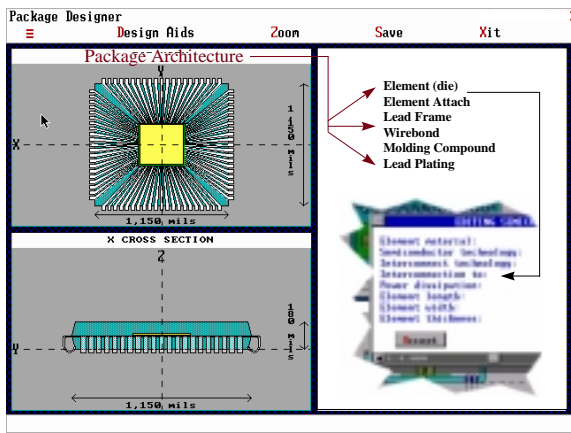 Package Designer
≡ Design Aids Zoom Save Xit
Package Architecture
Y
X
1,150 mils
1,150 mils
X CROSS SECTION
Z
Y
180 mils
1,150 mils
Element (die)
Element Attach
Lead Frame
Wirebond
Molding Compound
Lead Plating
EDITING
Element material:
Semiconductor technology:
Interconnect technology:
Interconnection to:
Power dissipation:
Element length:
Element width:
Element thickness: